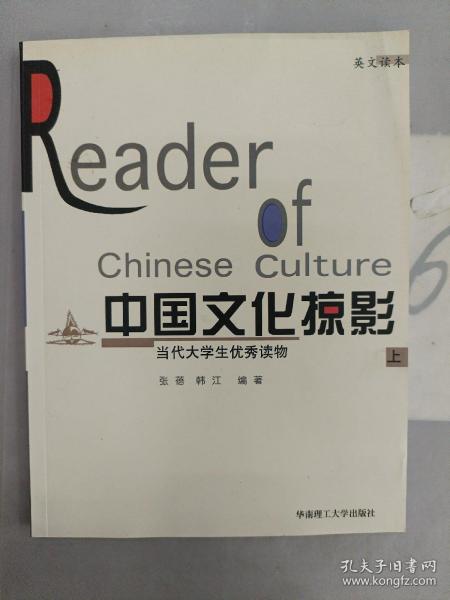 英文读本
Reader
of
Chinese Culture
中国文化掠影
当代大学生优秀读物
上
张蓓 韩江 编著
华南理工大学出版社
孔夫子旧书网
www.kongfz.com